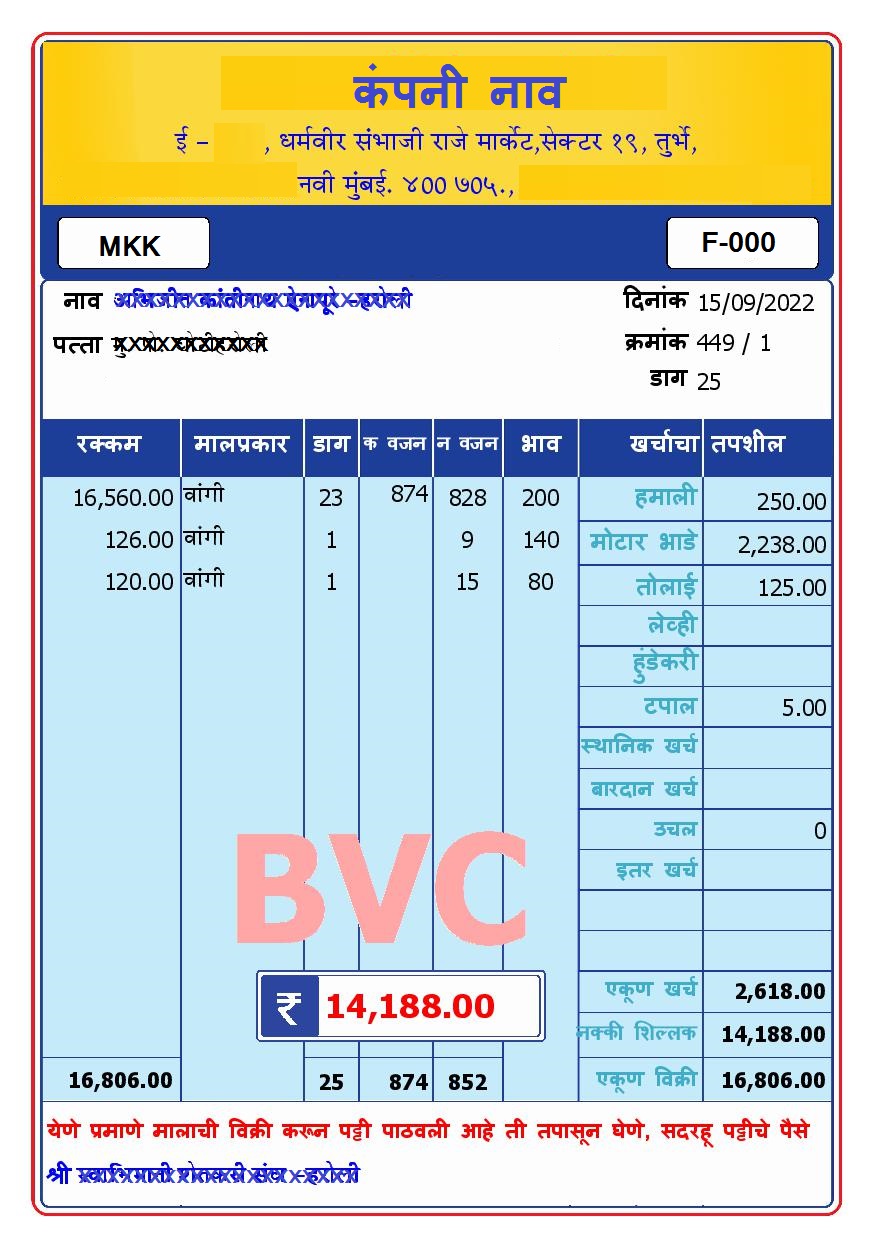 कंपनी नाव
ई – , धर्मवीर संभाजी राजे मार्केट,सेक्टर १९, तुर्भे,
नवी मुंबई. ४०० ७०५.,
MKK F-000
नाव दिनांक 15/09/2022
पत्ता क्रमांक 449 / 1
डाग 25
रक्कम मालप्रकार डाग क वजन न वजन भाव खर्चाचा तपशील
16,560.00 वांगी 23 874 828 200 हमाली 250.00
126.00 वांगी 1 9 140 मोटार भाडे 2,238.00
120.00 वांगी 1 15 80 तोलाई 125.00
लेव्ही
हुंडेकरी
टपाल 5.00
स्थानिक खर्च
बारदान खर्च
उचल 0
इतर खर्च
BVC
एकूण खर्च 2,618.00
₹ 14,188.00
नक्की शिल्लक 14,188.00
16,806.00 25 874 852 एकूण विक्री 16,806.00
येणे प्रमाणे मालाची विक्री करून पट्टी पाठवली आहे ती तपासून घेणे, सदरहू पट्टीचे पैसे
श्री